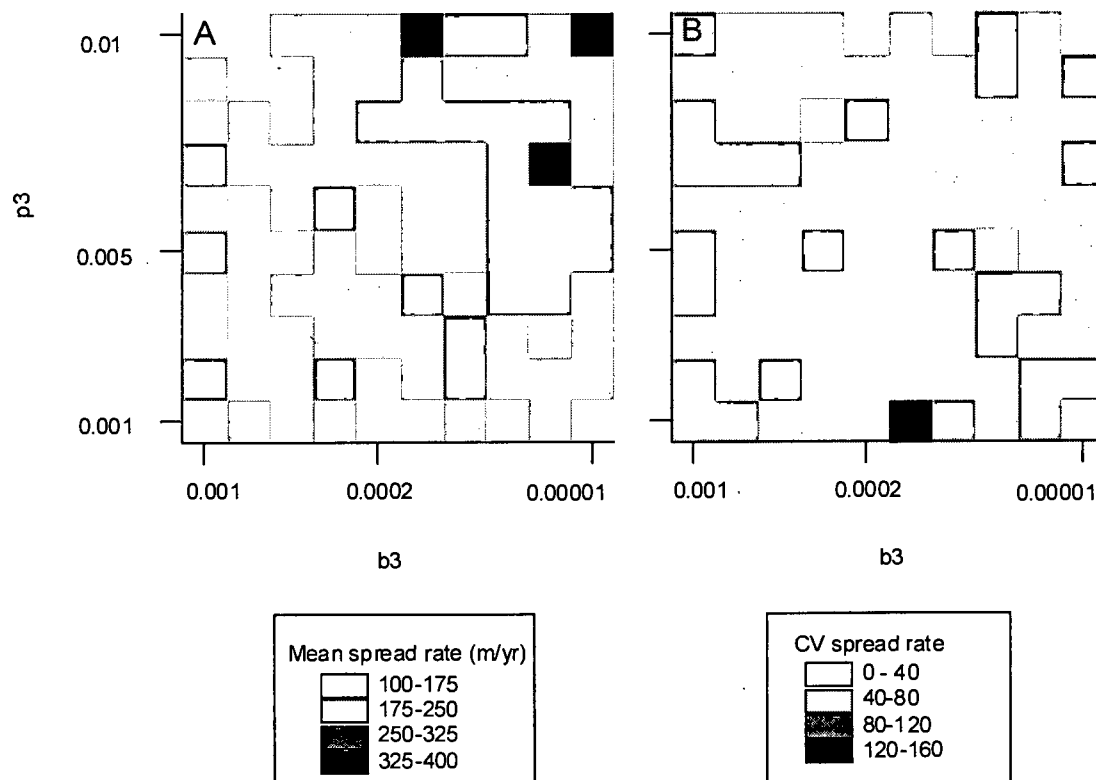 A
B
0.01
p3
0.005
0.001
0.001
0.0002
0.00001
0.001
0.0002
0.00001
b3
b3
Mean spread rate (m/yr)
100-175
175-250
250-325
325-400
CV spread rate
0 - 40
40-80
80-120
120-160